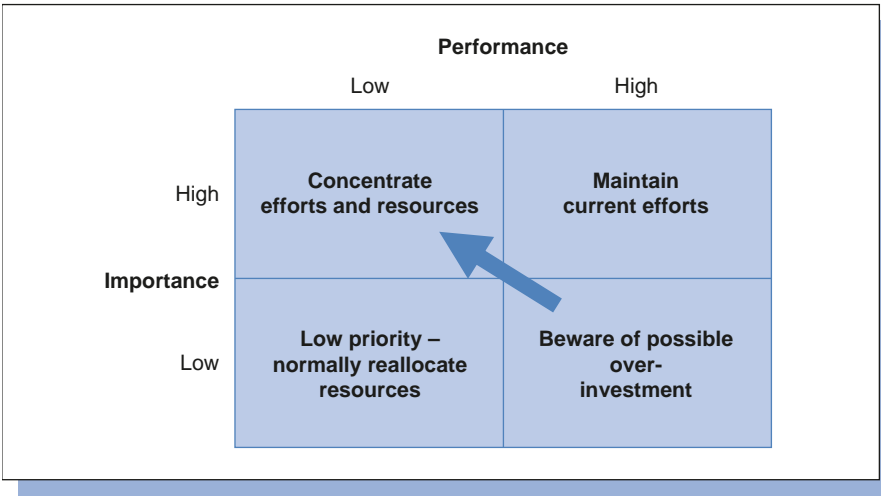 Performance
Low
High
High
Concentrate
efforts and resources
Maintain
current efforts
Importance
Low
Low priority –
normally reallocate
resources
Beware of possible
over-
investment